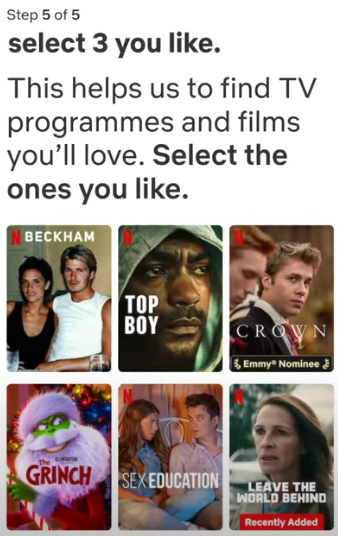 Step 5 of 5
select 3 you like.
This helps us to find TV
programmes and films
you'll love. Select the
ones you like.
N BECKHAM
N
TOP
BOY
N
THE
CROWN
Emmy® Nominee
ILLUMINATION
The
GRINCH
N
SEX EDUCATION
N
LEAVE THE
WORLD BEHIND
Recently Added